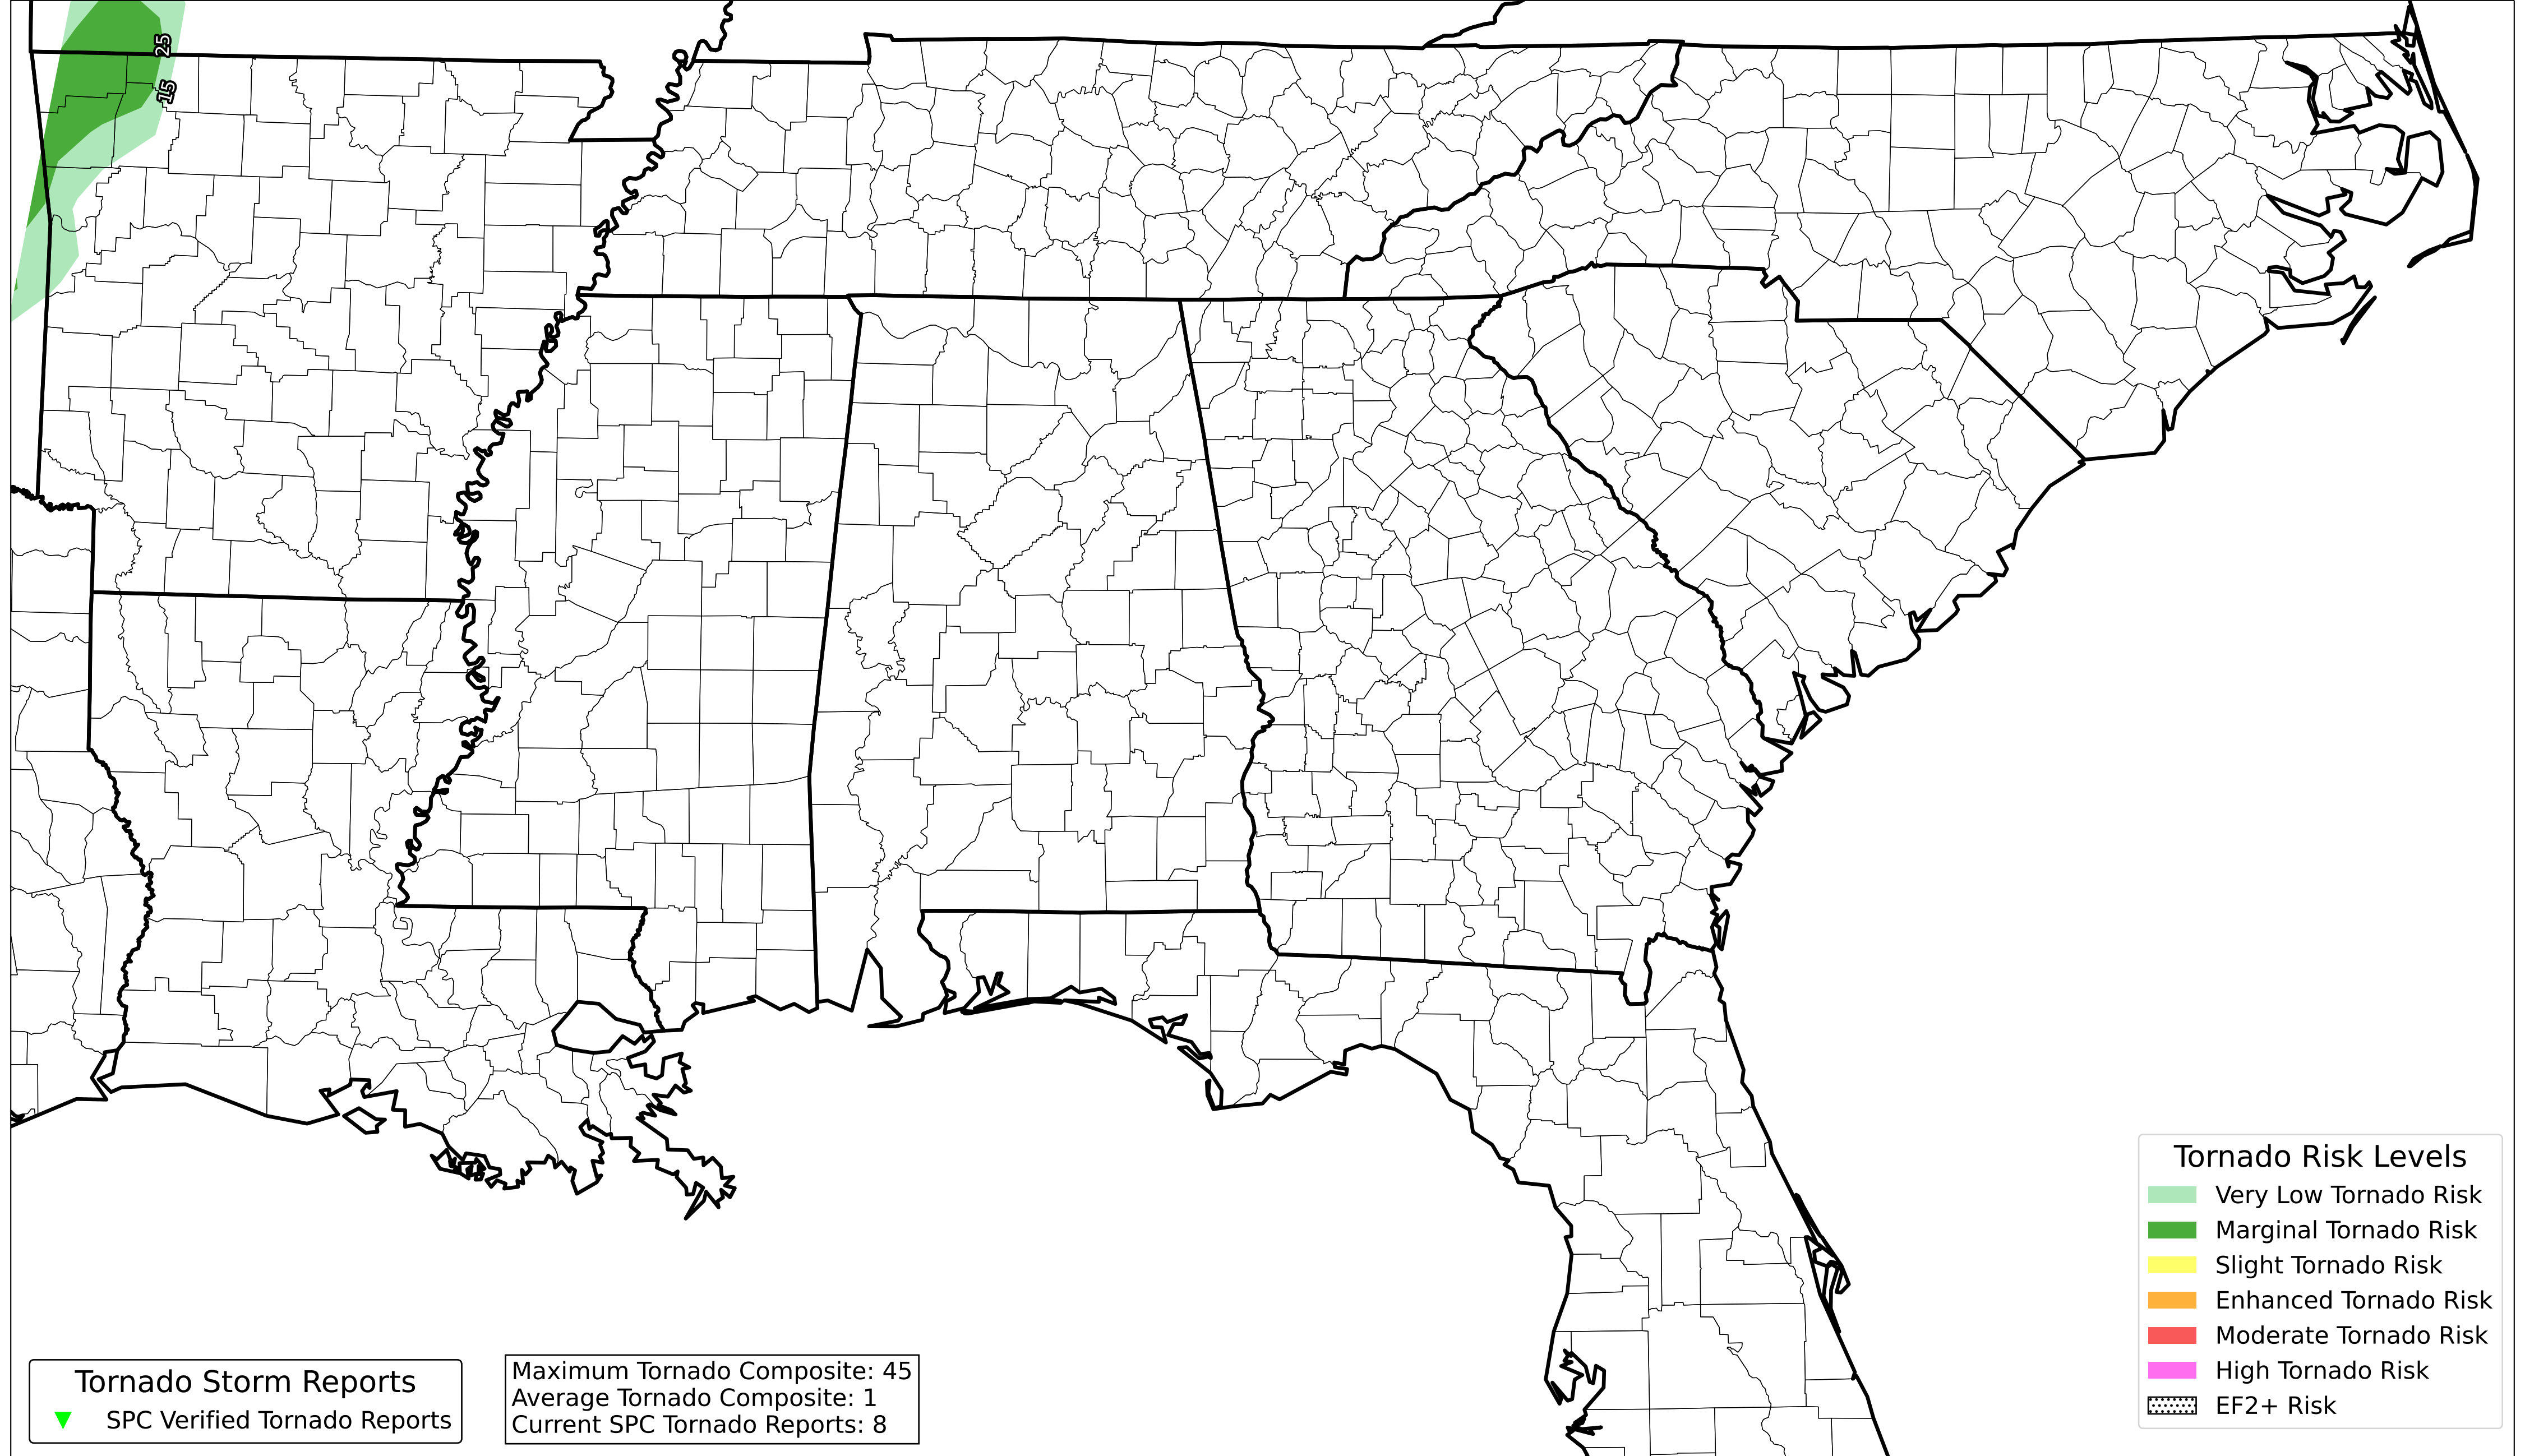 25
15
Tornado Risk Levels
Very Low Tornado Risk
Marginal Tornado Risk
Slight Tornado Risk
Enhanced Tornado Risk
Moderate Tornado Risk
High Tornado Risk
EF2+ Risk
Tornado Storm Reports
SPC Verified Tornado Reports
Maximum Tornado Composite: 45
Average Tornado Composite: 1
Current SPC Tornado Reports: 8